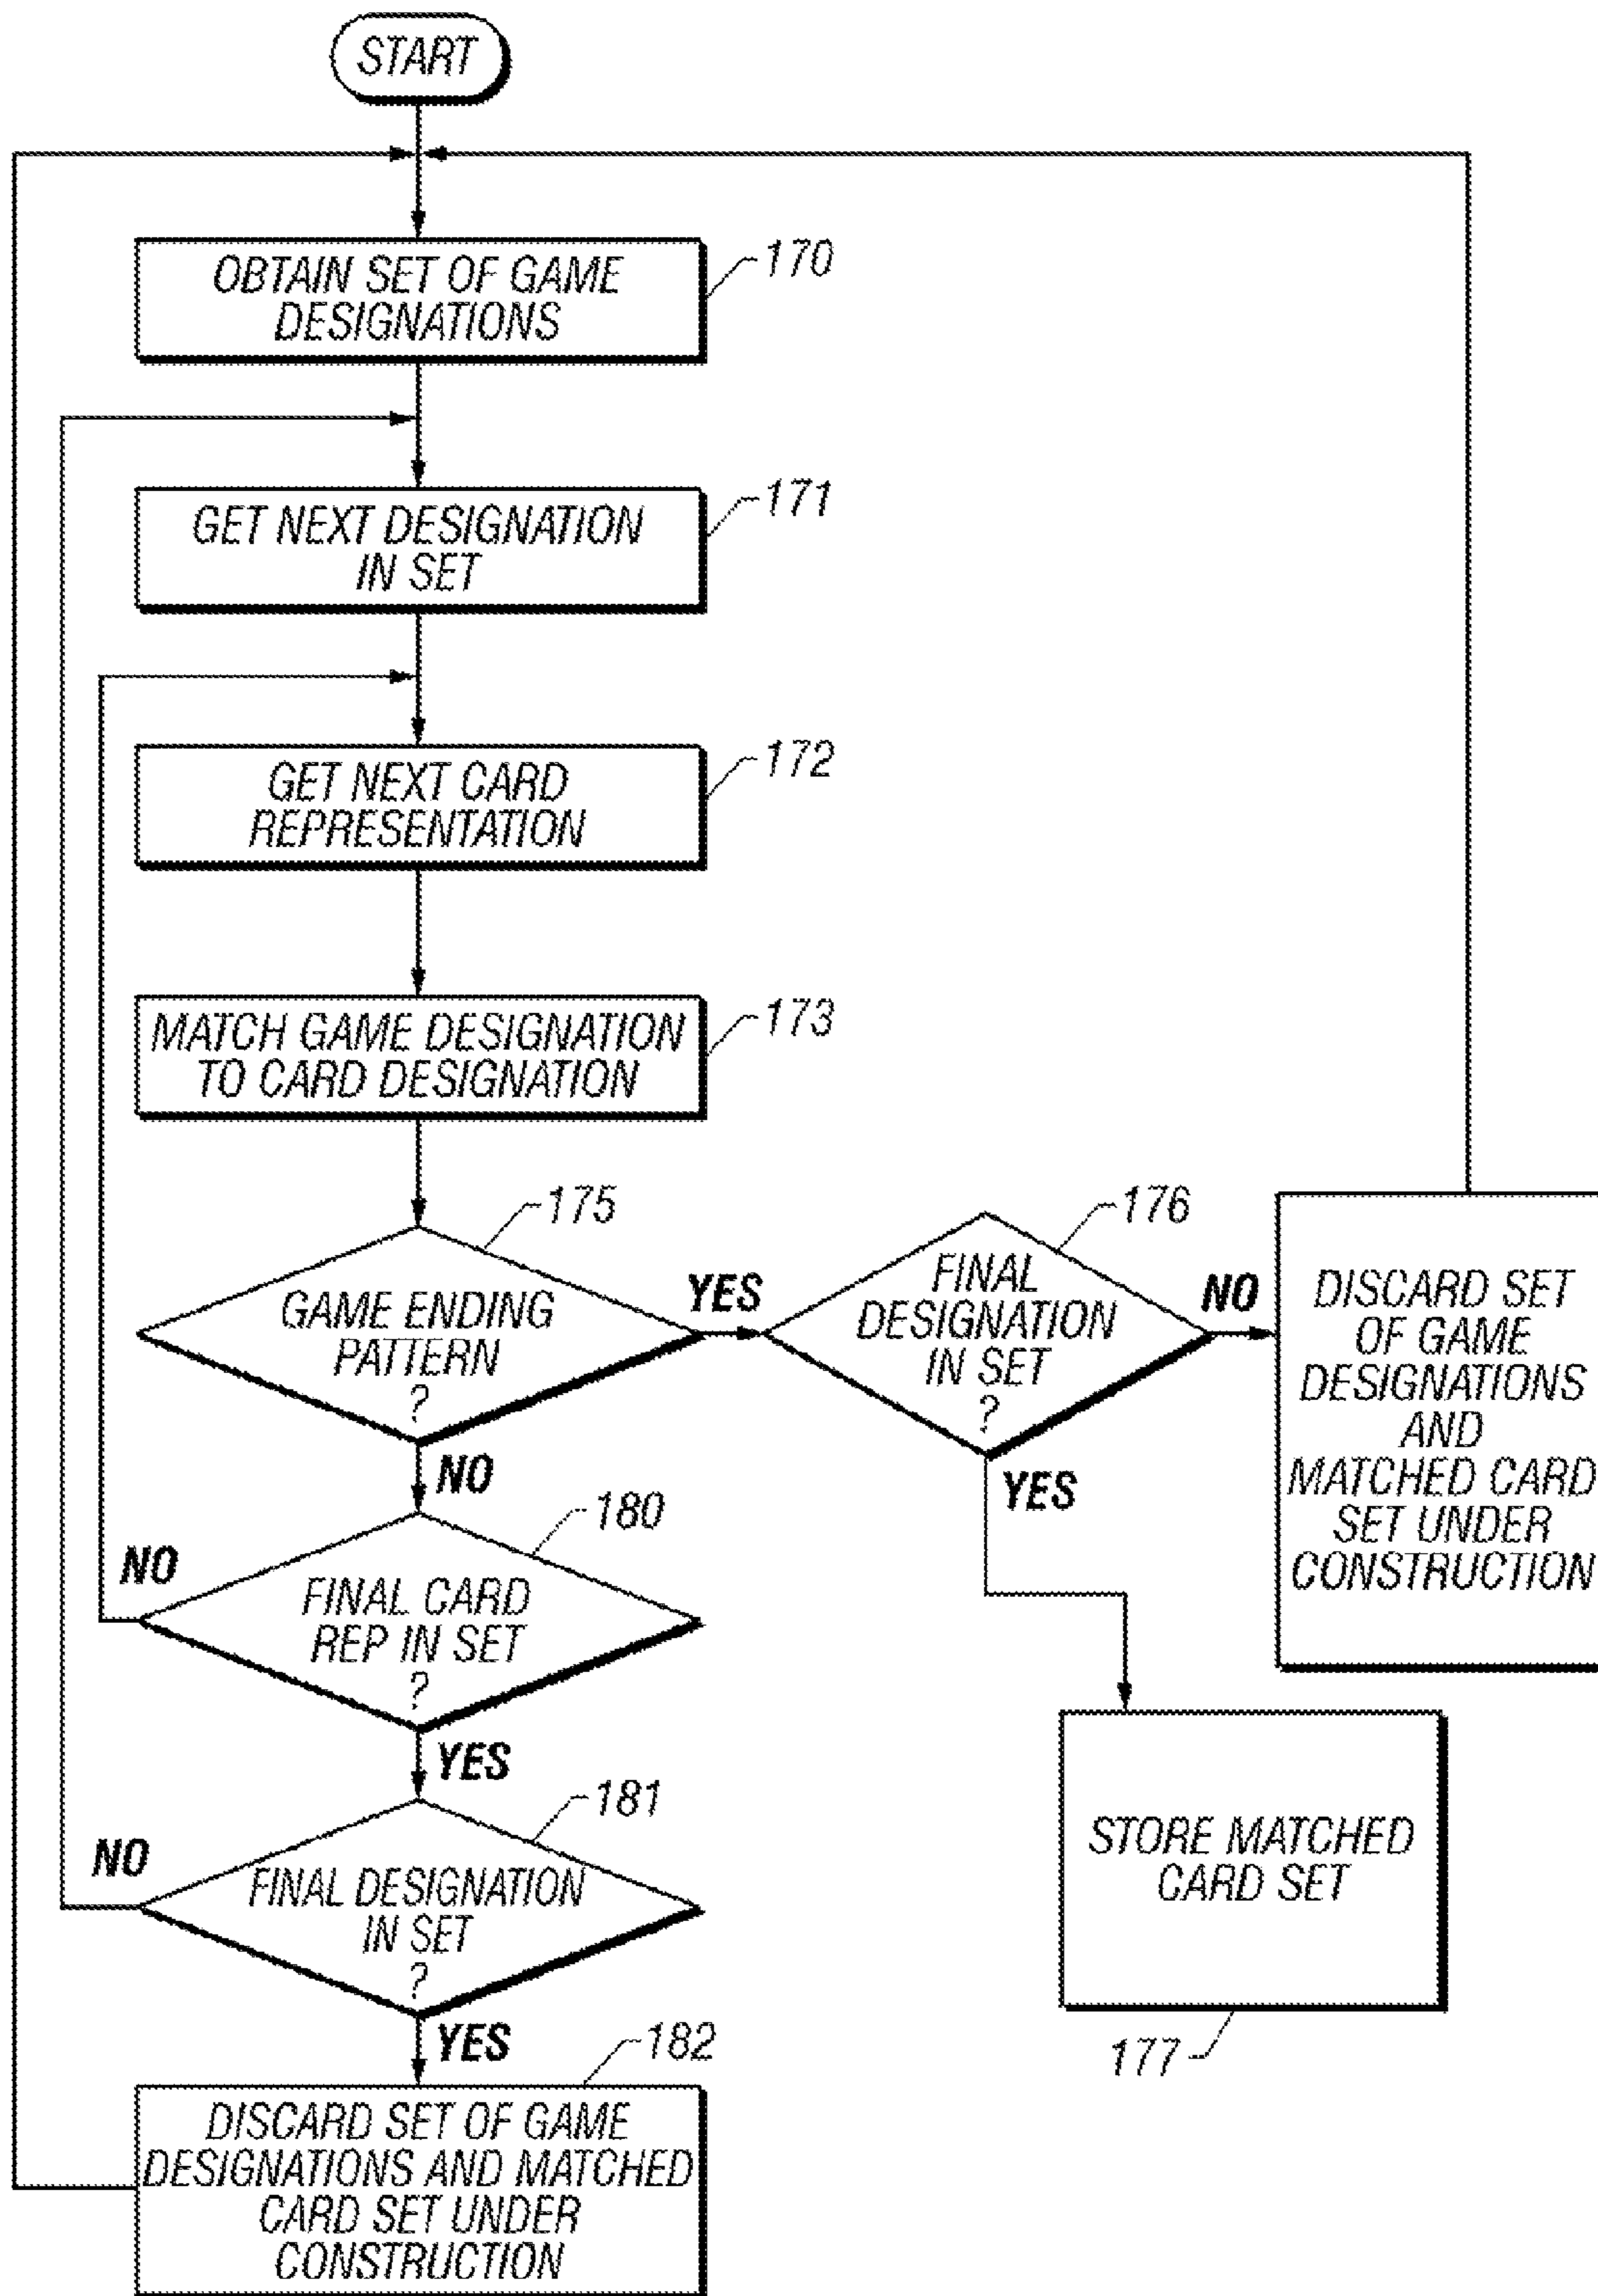 START
OBTAIN SET OF GAME
DESIGNATIONS
170
GET NEXT DESIGNATION
IN SET
171
GET NEXT CARD
REPRESENTATION
172
MATCH GAME DESIGNATION
TO CARD DESIGNATION
173
175
GAME ENDING
PATTERN
?
YES
NO
176
FINAL
DESIGNATION
IN SET
?
NO
YES
DISCARD SET
OF GAME
DESIGNATIONS
AND
MATCHED CARD
SET UNDER
CONSTRUCTION
180
FINAL CARD
REP IN SET
?
NO
YES
STORE MATCHED
CARD SET
177
181
FINAL DESIGNATION
IN SET
?
NO
YES
182
DISCARD SET OF GAME
DESIGNATIONS AND MATCHED
CARD SET UNDER
CONSTRUCTION